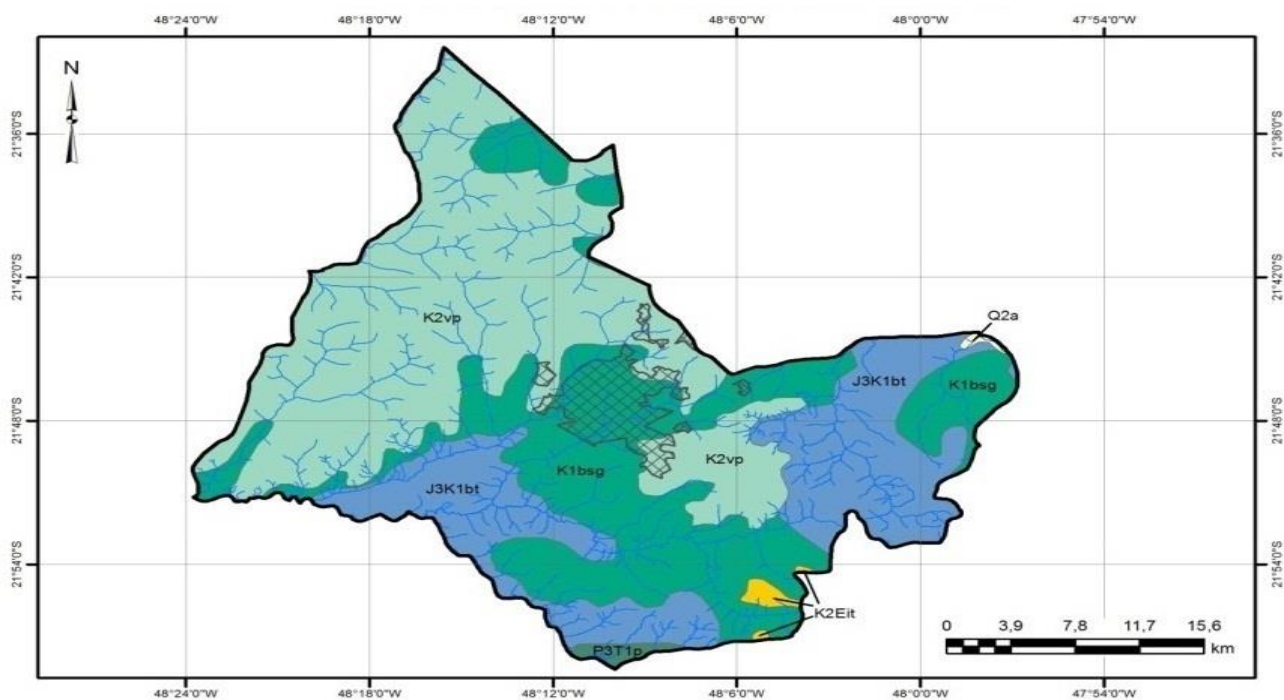 48°24'0"W 48°18'0"W 48°12'0"W 48°6'0"W 48°0'0"W 47°54'0"W
N
21°36'0"S 21°36'0"S
21°42'0"S 21°42'0"S
K2vp
Q2a
J3K1bt
K1bsg
21°48'0"S 21°48'0"S
K2vp
K1bsg
J3K1bt
21°54'0"S 21°54'0"S
K2Eit
P3T1p
0 3,9 7,8 11,7 15,6
km
48°24'0"W 48°18'0"W 48°12'0"W 48°6'0"W 48°0'0"W 47°54'0"W